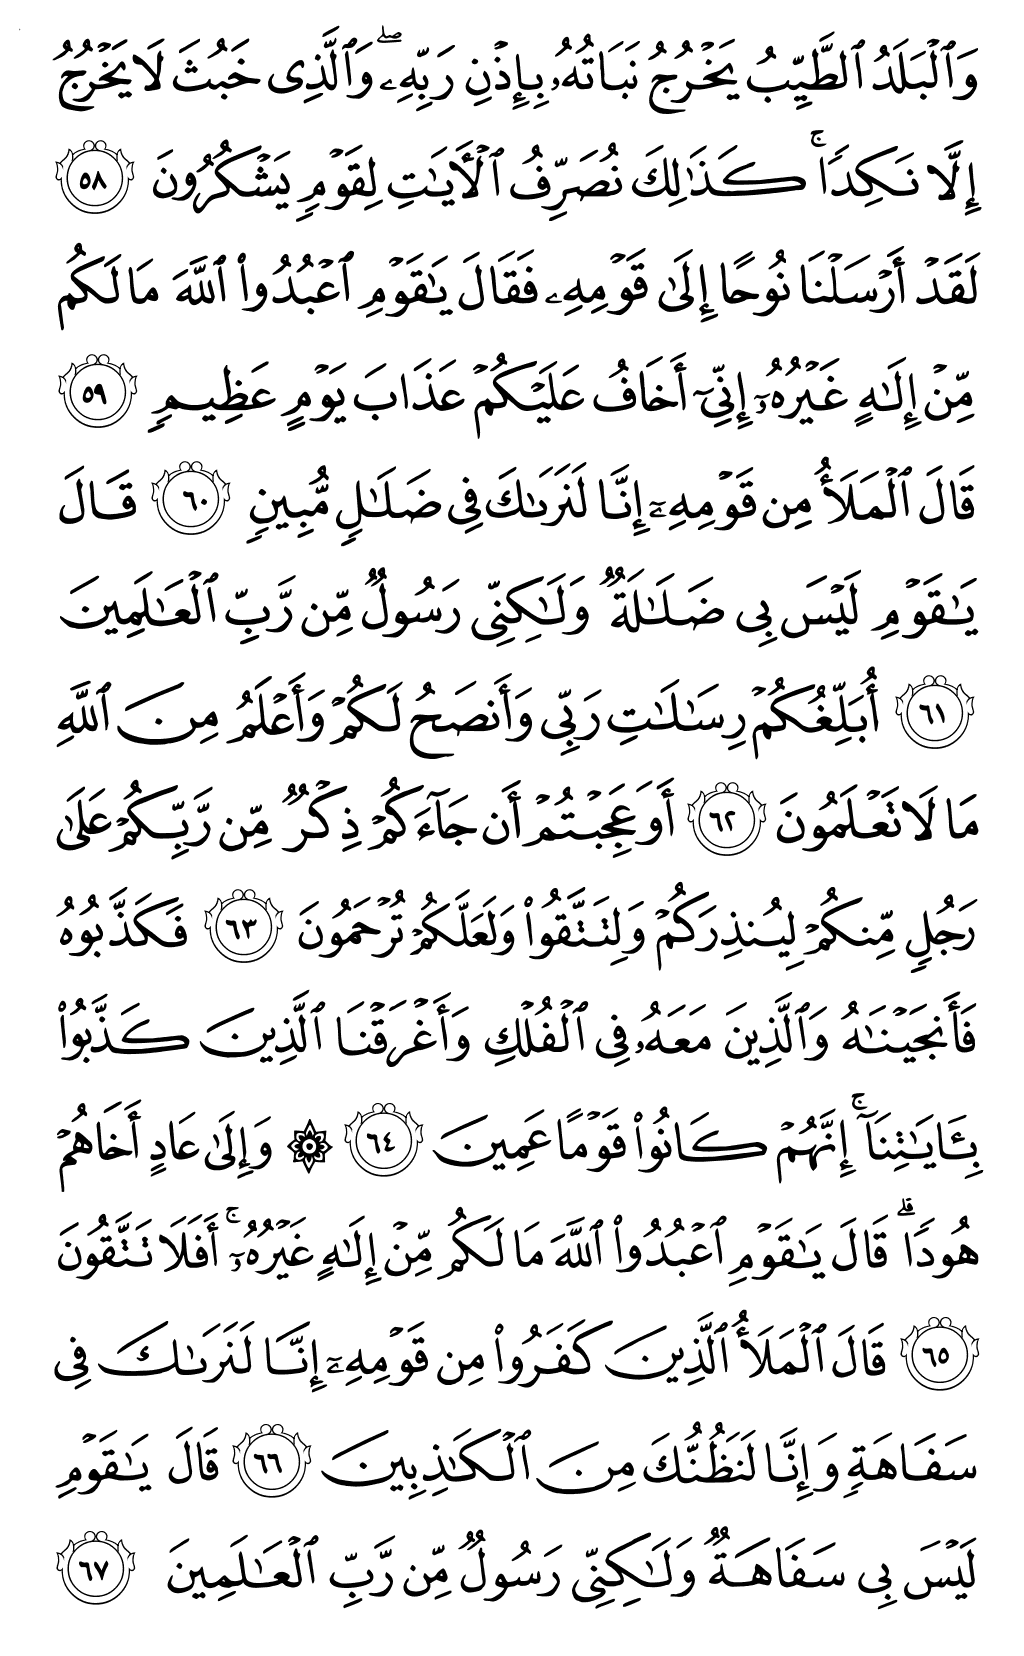 وَٱلْبَلَدُ ٱلطَّيِّبُ يَخْرُجُ نَبَاتُهُۥ بِإِذْنِ رَبِّهِۦ ۖ وَٱلَّذِى خَبُثَ لَا يَخْرُجُ
إِلَّا نَكِدًا ۚ كَذَٰلِكَ نُصَرِّفُ ٱلْـَٔايَـٰتِ لِقَوْمٍ يَشْكُرُونَ ٥٨
لَقَدْ أَرْسَلْنَا نُوحًا إِلَىٰ قَوْمِهِۦ فَقَالَ يَـٰقَوْمِ ٱعْبُدُوا۟ ٱللَّهَ مَا لَكُم
مِّنْ إِلَـٰهٍ غَيْرُهُۥٓ إِنِّىٓ أَخَافُ عَلَيْكُمْ عَذَابَ يَوْمٍ عَظِيمٍ ٥٩
قَالَ ٱلْمَلَأُ مِن قَوْمِهِۦٓ إِنَّا لَنَرَىٰكَ فِى ضَلَـٰلٍ مُّبِينٍ ٦٠ قَالَ
يَـٰقَوْمِ لَيْسَ بِى ضَلَـٰلَةٌ وَلَـٰكِنِّى رَسُولٌ مِّن رَّبِّ ٱلْعَـٰلَمِينَ
٦١ أُبَلِّغُكُمْ رِسَـٰلَـٰتِ رَبِّى وَأَنصَحُ لَكُمْ وَأَعْلَمُ مِنَ ٱللَّهِ
مَا لَا تَعْلَمُونَ ٦٢ أَوَعَجِبْتُمْ أَن جَآءَكُمْ ذِكْرٌ مِّن رَّبِّكُمْ عَلَىٰ
رَجُلٍ مِّنكُمْ لِيُنذِرَكُمْ وَلِتَتَّقُوا۟ وَلَعَلَّكُمْ تُرْحَمُونَ ٦٣ فَكَذَّبُوهُ
فَأَنجَيْنَـٰهُ وَٱلَّذِينَ مَعَهُۥ فِى ٱلْفُلْكِ وَأَغْرَقْنَا ٱلَّذِينَ كَذَّبُوا۟
بِـَٔايَـٰتِنَآ ۚ إِنَّهُمْ كَانُوا۟ قَوْمًا عَمِينَ ٦٤ ۞ وَإِلَىٰ عَادٍ أَخَاهُمْ
هُودًا ۗ قَالَ يَـٰقَوْمِ ٱعْبُدُوا۟ ٱللَّهَ مَا لَكُم مِّنْ إِلَـٰهٍ غَيْرُهُۥٓ ۚ أَفَلَا تَتَّقُونَ
٦٥ قَالَ ٱلْمَلَأُ ٱلَّذِينَ كَفَرُوا۟ مِن قَوْمِهِۦٓ إِنَّا لَنَرَىٰكَ فِى
سَفَاهَةٍ وَإِنَّا لَنَظُنُّكَ مِنَ ٱلْكَـٰذِبِينَ ٦٦ قَالَ يَـٰقَوْمِ
لَيْسَ بِى سَفَاهَةٌ وَلَـٰكِنِّى رَسُولٌ مِّن رَّبِّ ٱلْعَـٰلَمِينَ ٦٧